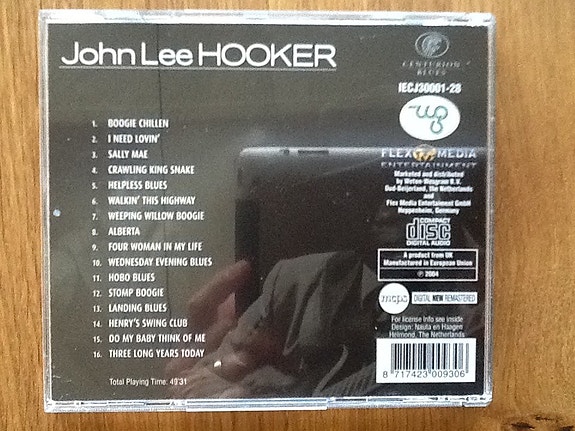 John Lee HOOKER
CENTURION
BLUES
IECJ30001-28
1. BOOGIE CHILLEN
2. I NEED LOVIN'
3. SALLY MAE
4. CRAWLING KING SNAKE
5. HELPLESS BLUES
6. WALKIN' THIS HIGHWAY
7. WEEPING WILLOW BOOGIE
8. ALBERTA
9. FOUR WOMAN IN MY LIFE
10. WEDNESDAY EVENING BLUES
11. HOBO BLUES
12. STOMP BOOGIE
13. LANDING BLUES
14. HENRY'S SWING CLUB
15. DO MY BABY THINK OF ME
16. THREE LONG YEARS TODAY
Total Playing Time: 49'31
FLEX MEDIA
ENTERTAINMENT
Marketed and distributed
by Weton-Wesgram B.V.
Oud-Beijerland, the Netherlands
and
Flex Media Entertainment GmbH
Heppenheim, Germany
COMPACT
disc
DIGITAL AUDIO
A product from UK
Manufactured in European Union
℗ 2004
mcps
DIGITAL NEW REMASTERED
For license Info see inside
Design: Nauta en Haagen
Helmond, The Netherlands
8 717423 009306